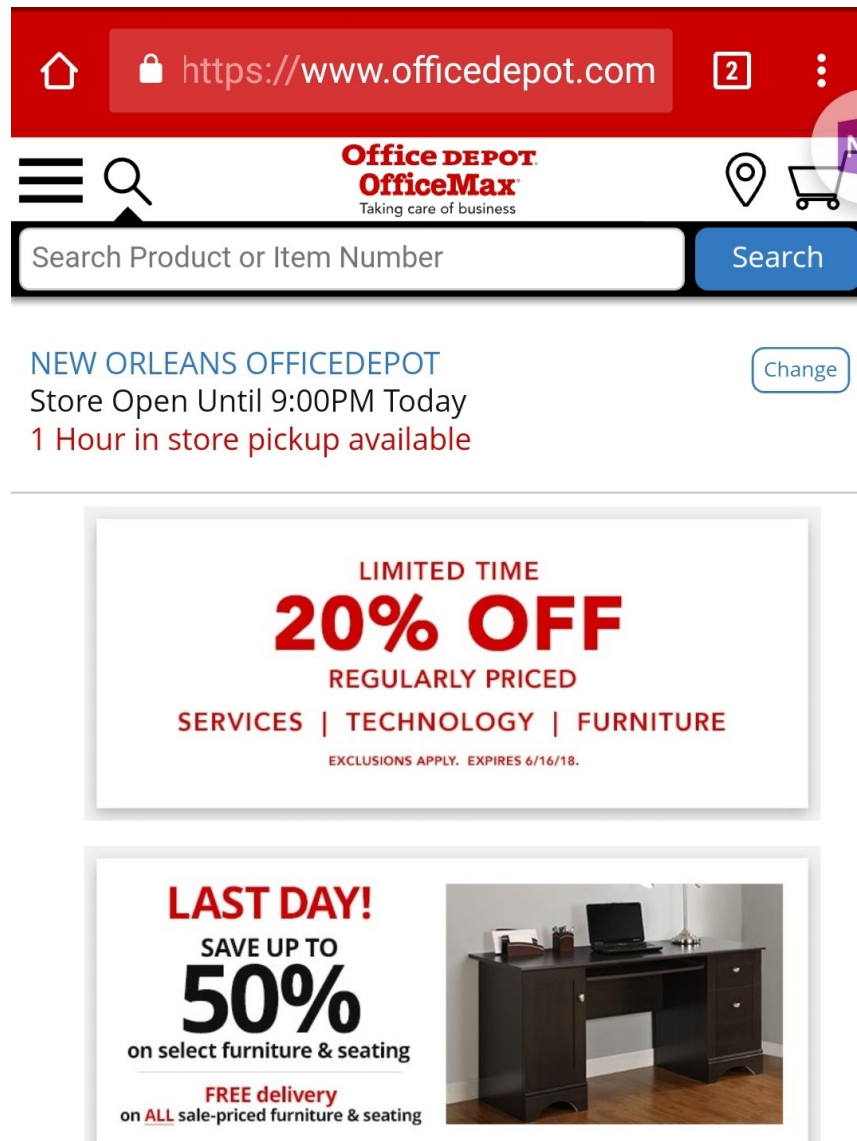 https://www.officedepot.com
2
Office DEPOT
OfficeMax
Taking care of business
Search Product or Item Number
Search
NEW ORLEANS OFFICEDEPOT
Change
Store Open Until 9:00PM Today
1 Hour in store pickup available
LIMITED TIME
20% OFF
REGULARLY PRICED
SERVICES | TECHNOLOGY | FURNITURE
EXCLUSIONS APPLY. EXPIRES 6/16/18.
LAST DAY!
SAVE UP TO
50%
on select furniture & seating
FREE delivery
on ALL sale-priced furniture & seating